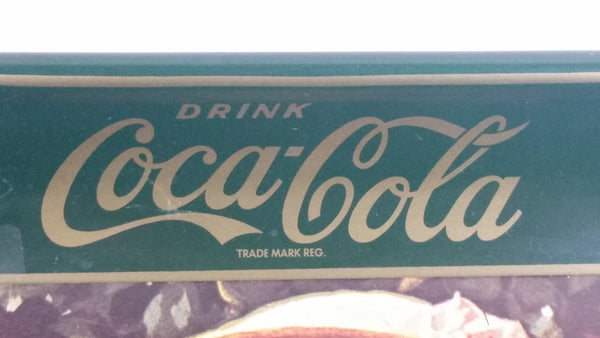 DRINK
Coca-Cola
TRADE MARK REG.